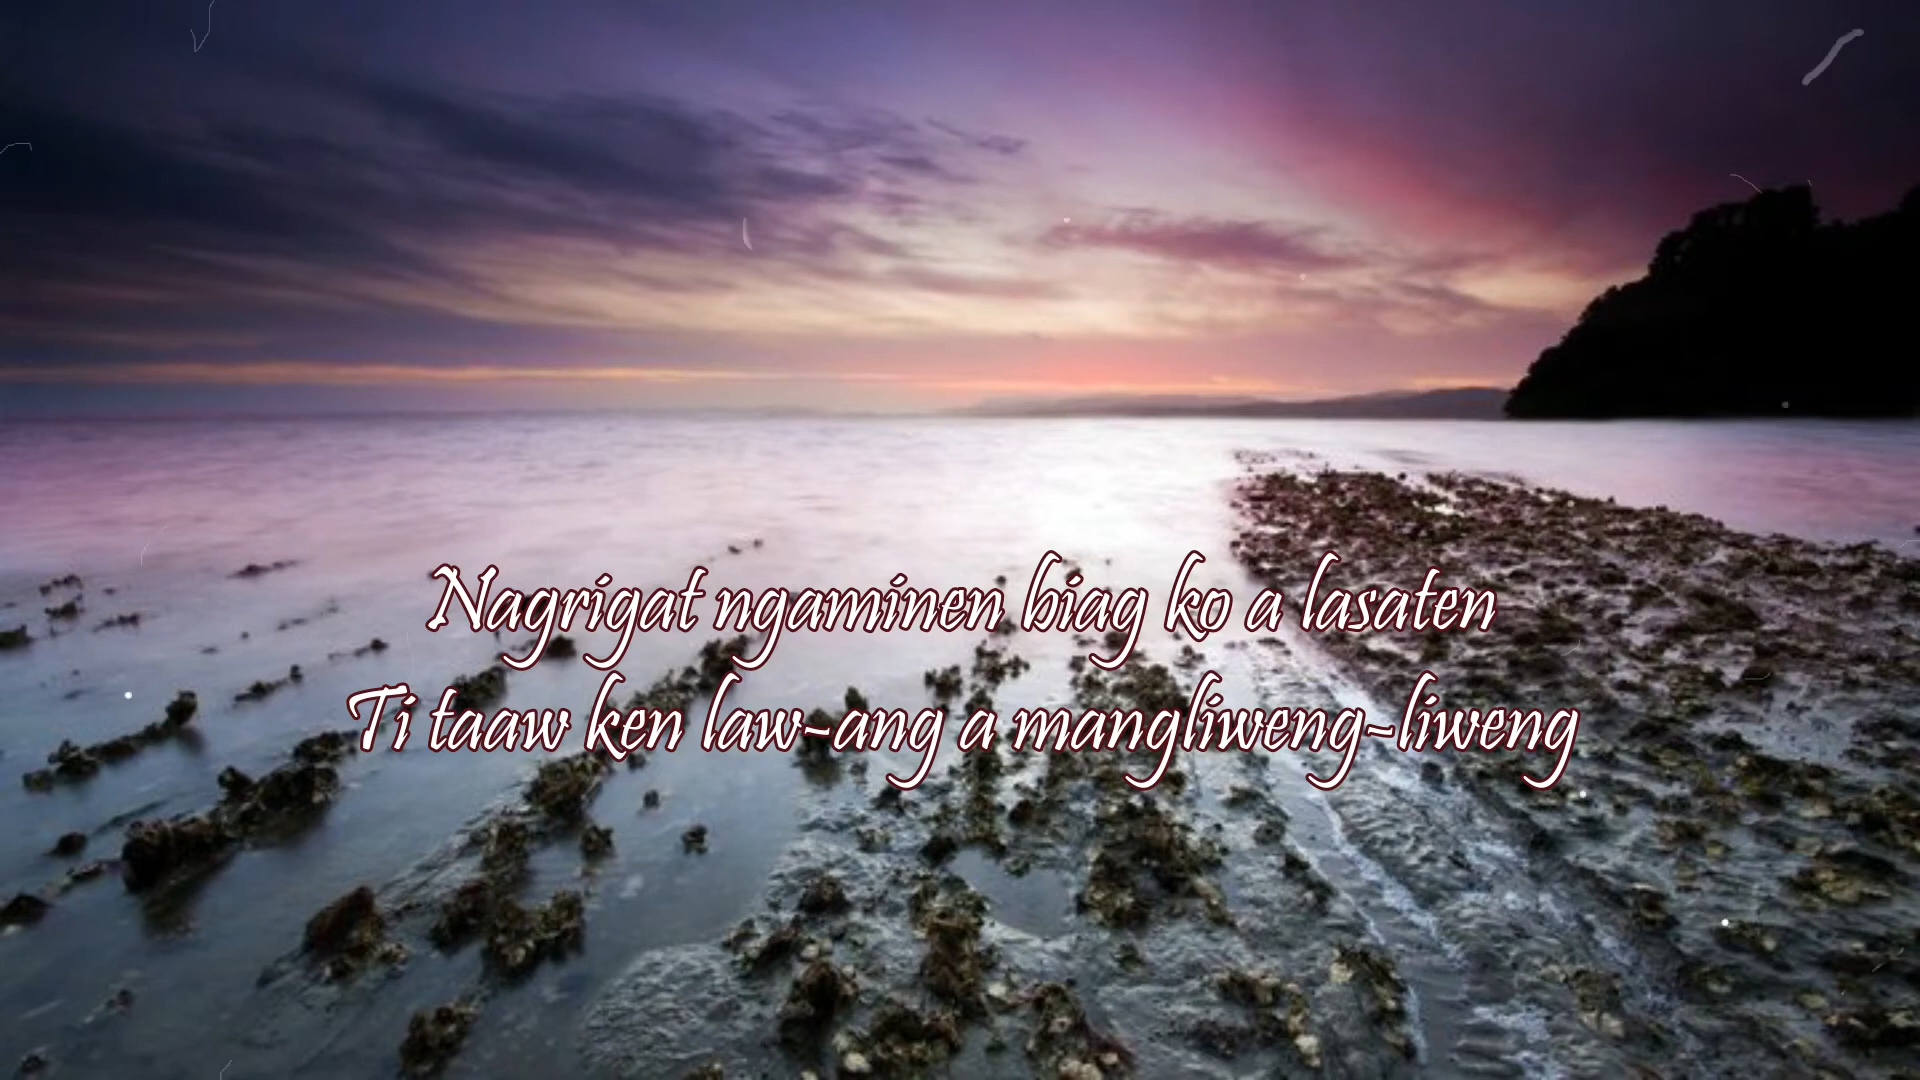 Nagrigat ngaminen biag ko a lasaten
Ti taaw ken law-ang a mangliweng-liweng